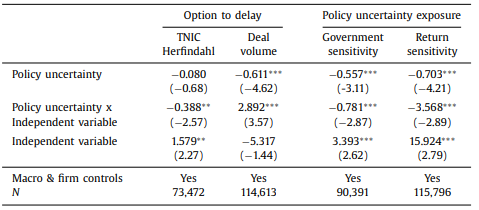 Option to delay Policy uncertainty exposure
TNIC Deal Government Return
Herfindahl volume sensitivity sensitivity
Policy uncertainty −0.080 −0.611*** −0.557*** −0.703***
(−0.68) (−4.62) (-3.11) (−4.21)
Policy uncertainty x −0.388** 2.892*** −0.781*** −3.568***
Independent variable (−2.57) (3.57) (−2.87) (−2.89)
Independent variable 1.579** −5.317 3.393*** 15.924***
(2.27) (−1.44) (2.62) (2.79)
Macro & firm controls Yes Yes Yes Yes
N 73,472 114,613 90,391 115,796